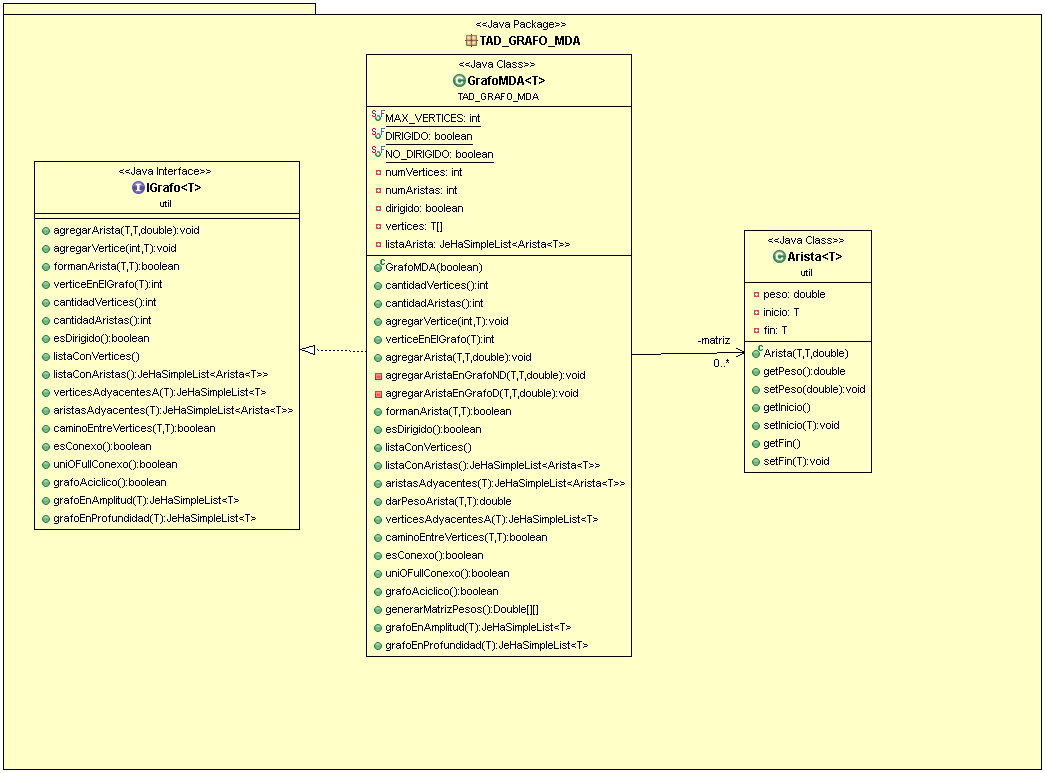 <<Java Package>>
TAD_GRAFO_MDA
<<Java Interface>>
IGrafo<T>
util
agregarArista(T,T,double):void
agregarVertice(int,T):void
formanArista(T,T):boolean
verticeEnElGrafo(T):int
cantidadVertices():int
cantidadAristas():int
esDirigido():boolean
listaConVertices()
listaConAristas():JeHaSimpleList<Arista<T>>
verticesAdyacentesA(T):JeHaSimpleList<T>
aristasAdyacentes(T):JeHaSimpleList<Arista<T>>
caminoEntreVertices(T,T):boolean
esConexo():boolean
uniOFullConexo():boolean
grafoAciclico():boolean
grafoEnAmplitud(T):JeHaSimpleList<T>
grafoEnProfundidad(T):JeHaSimpleList<T>
<<Java Class>>
GrafoMDA<T>
TAD_GRAFO_MDA
MAX_VERTICES: int
DIRIGIDO: boolean
NO_DIRIGIDO: boolean
numVertices: int
numAristas: int
dirigido: boolean
vertices: T[]
listaArista: JeHaSimpleList<Arista<T>>
GrafoMDA(boolean)
cantidadVertices():int
cantidadAristas():int
agregarVertice(int,T):void
verticeEnElGrafo(T):int
agregarArista(T,T,double):void
agregarAristaEnGrafoND(T,T,double):void
agregarAristaEnGrafoD(T,T,double):void
formanArista(T,T):boolean
esDirigido():boolean
listaConVertices()
listaConAristas():JeHaSimpleList<Arista<T>>
aristasAdyacentes(T):JeHaSimpleList<Arista<T>>
darPesoArista(T,T):double
verticesAdyacentesA(T):JeHaSimpleList<T>
caminoEntreVertices(T,T):boolean
esConexo():boolean
uniOFullConexo():boolean
grafoAciclico():boolean
generarMatrizPesos():Double[][]
grafoEnAmplitud(T):JeHaSimpleList<T>
grafoEnProfundidad(T):JeHaSimpleList<T>
-matriz
0..*
<<Java Class>>
Arista<T>
util
peso: double
inicio: T
fin: T
Arista(T,T,double)
getPeso():double
setPeso(double):void
getInicio()
setInicio(T):void
getFin()
setFin(T):void